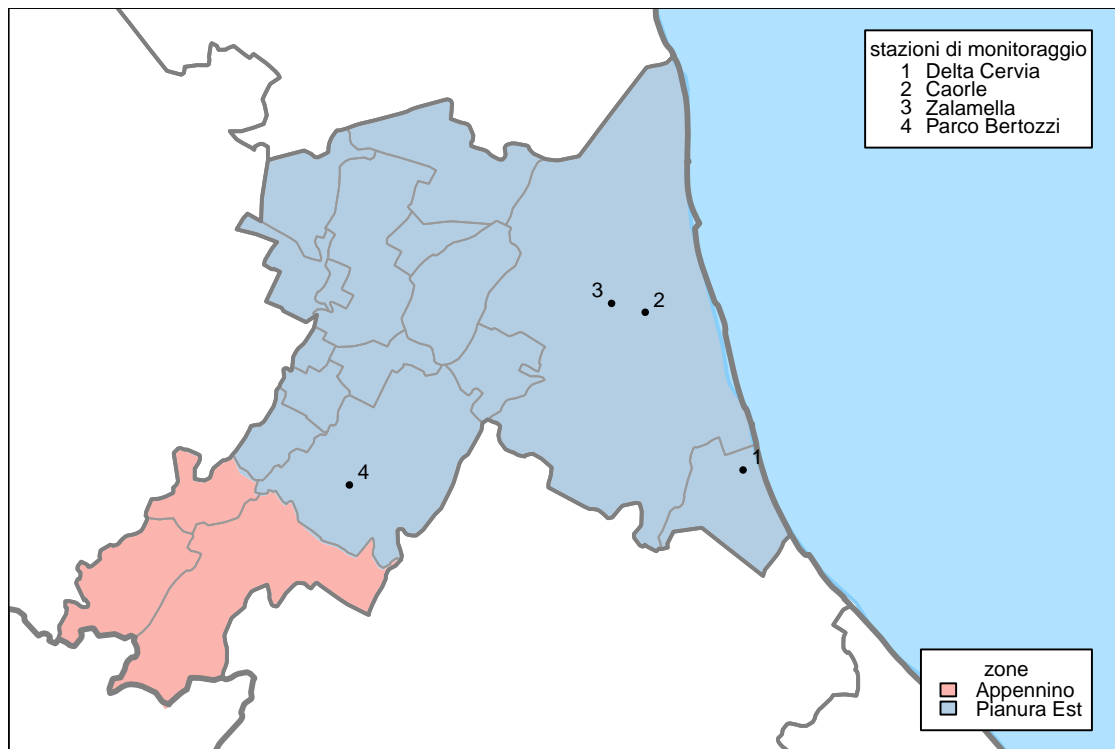 stazioni di monitoraggio
1 Delta Cervia
2 Caorle
3 Zalamella
4 Parco Bertozzi
3
2
1
4
zone
Appennino
Pianura Est